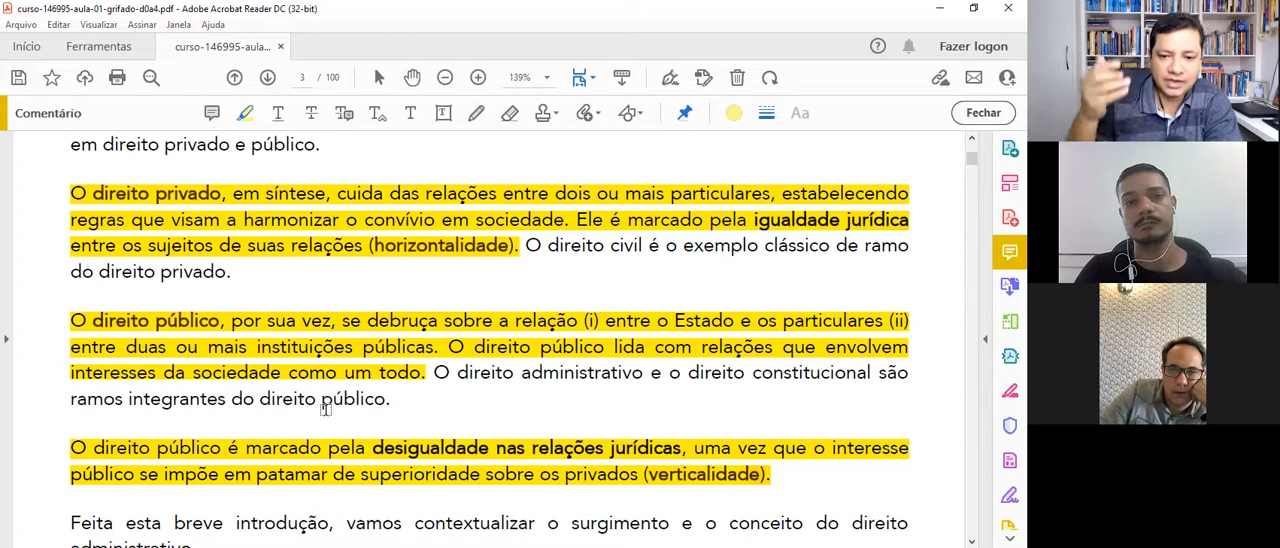 curso-146995-aula-01-grifado-d0a4.pdf - Adobe Acrobat Reader DC (32-bit)
Arquivo Editar Visualizar Assinar Janela Ajuda
Início Ferramentas curso-146995-aula... × Fazer logon
3 / 100 139%
Comentário Fechar
em direito privado e público.
O direito privado, em síntese, cuida das relações entre dois ou mais particulares, estabelecendo
regras que visam a harmonizar o convívio em sociedade. Ele é marcado pela igualdade jurídica
entre os sujeitos de suas relações (horizontalidade). O direito civil é o exemplo clássico de ramo
do direito privado.
O direito público, por sua vez, se debruça sobre a relação (i) entre o Estado e os particulares (ii)
entre duas ou mais instituições públicas. O direito público lida com relações que envolvem
interesses da sociedade como um todo. O direito administrativo e o direito constitucional são
ramos integrantes do direito público.
O direito público é marcado pela desigualdade nas relações jurídicas, uma vez que o interesse
público se impõe em patamar de superioridade sobre os privados (verticalidade).
Feita esta breve introdução, vamos contextualizar o surgimento e o conceito do direito
administrativo